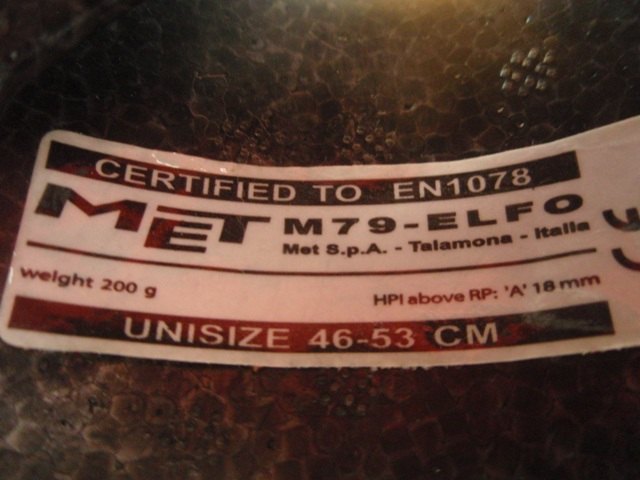 CERTIFIED TO EN1078
MET M79-ELFO
Met S.p.A. - Talamona - Italia
weight 200 g
HPI above RP: 'A' 18 mm
UNISIZE 46-53 CM